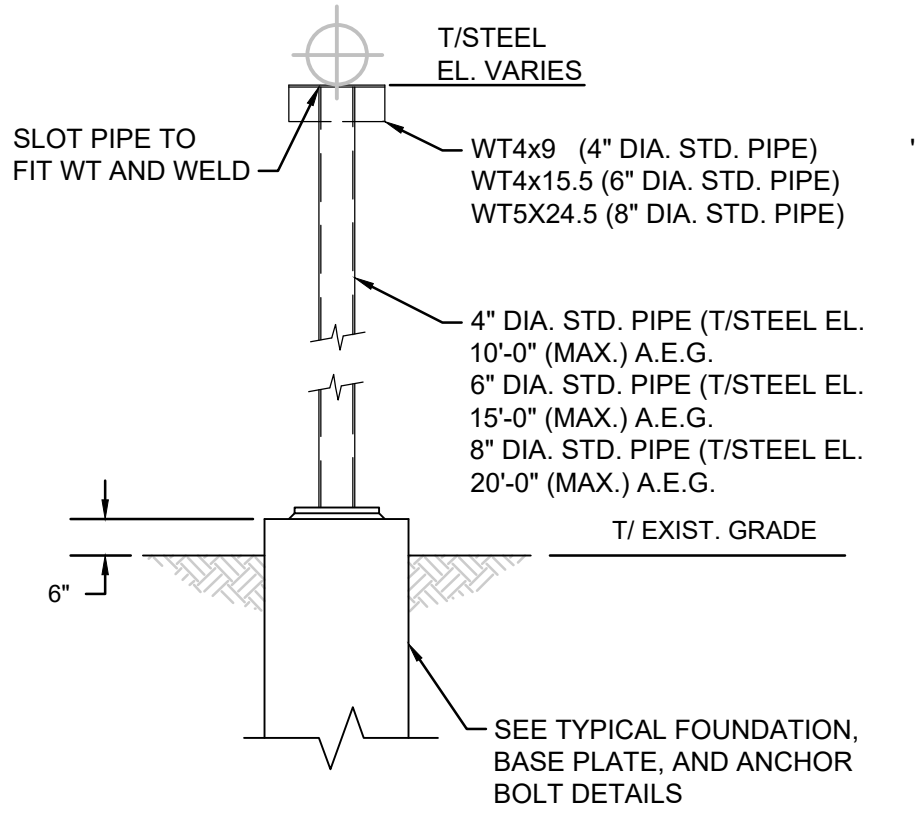 T/STEEL
EL. VARIES
SLOT PIPE TO
FIT WT AND WELD
WT4x9 (4" DIA. STD. PIPE)
WT4x15.5 (6" DIA. STD. PIPE)
WT5X24.5 (8" DIA. STD. PIPE)
4" DIA. STD. PIPE (T/STEEL EL.
10'-0" (MAX.) A.E.G.
6" DIA. STD. PIPE (T/STEEL EL.
15'-0" (MAX.) A.E.G.
8" DIA. STD. PIPE (T/STEEL EL.
20'-0" (MAX.) A.E.G.
T/ EXIST. GRADE
6"
SEE TYPICAL FOUNDATION,
BASE PLATE, AND ANCHOR
BOLT DETAILS